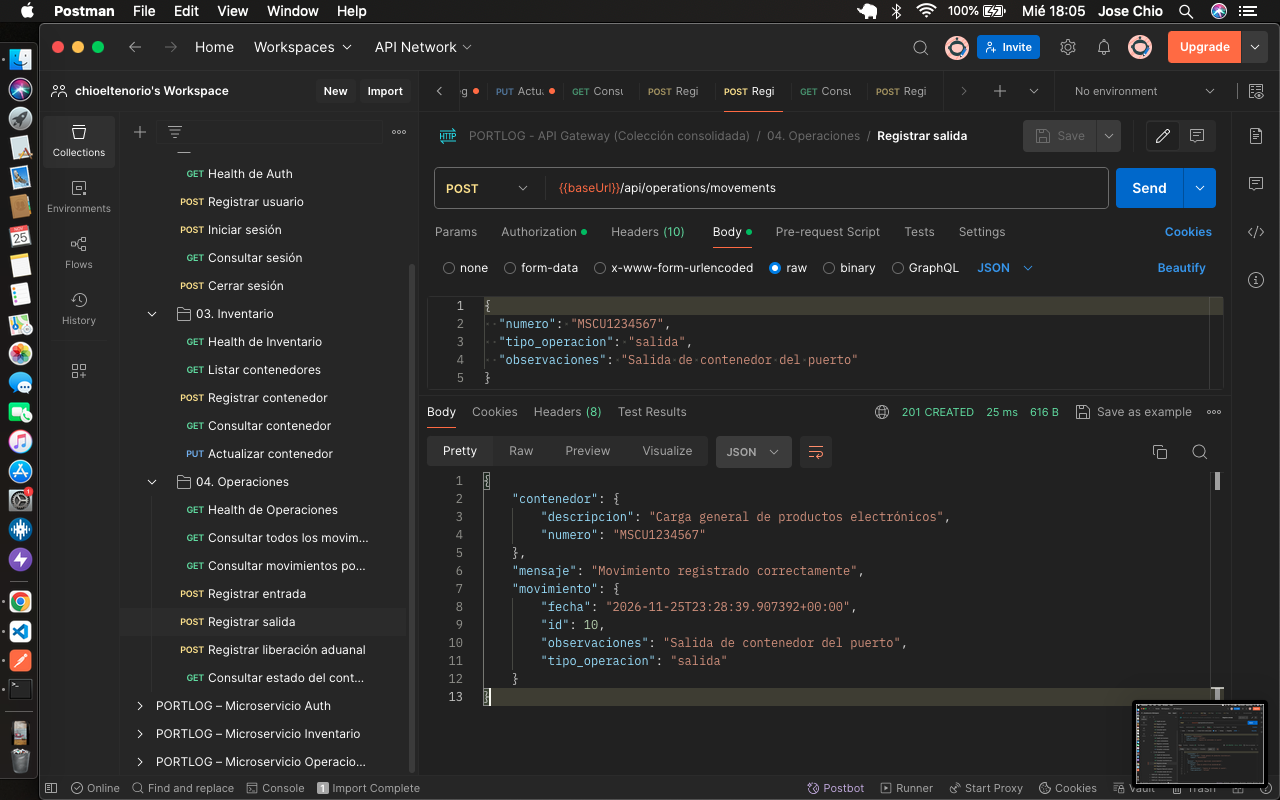 Postman File Edit View Window Help 100% Mié 18:05 Jose Chio
Home Workspaces API Network Invite Upgrade
chioeltenorio's Workspace New Import
PUT Actua GET Consu POST Regi POST Regi GET Consu POST Regi No environment
Collections
Environments
Flows
History
GET Health de Auth
POST Registrar usuario
POST Iniciar sesión
GET Consultar sesión
POST Cerrar sesión
03. Inventario
GET Health de Inventario
GET Listar contenedores
POST Registrar contenedor
GET Consultar contenedor
PUT Actualizar contenedor
04. Operaciones
GET Health de Operaciones
GET Consultar todos los movim...
GET Consultar movimientos po...
POST Registrar entrada
POST Registrar salida
POST Registrar liberación aduanal
GET Consultar estado del cont...
PORTLOG – Microservicio Auth
PORTLOG – Microservicio Inventario
PORTLOG – Microservicio Operacio...
HTTP PORTLOG - API Gateway (Colección consolidada) / 04. Operaciones / Registrar salida Save
POST {{baseUrl}}/api/operations/movements Send
Params Authorization Headers (10) Body Pre-request Script Tests Settings Cookies
none form-data x-www-form-urlencoded raw binary GraphQL JSON Beautify
1 {
2 "numero": "MSCU1234567",
3 "tipo_operacion": "salida",
4 "observaciones": "Salida de contenedor del puerto"
5 }
Body Cookies Headers (8) Test Results 201 CREATED 25 ms 616 B Save as example
Pretty Raw Preview Visualize JSON
1 {
2 "contenedor": {
3 "descripcion": "Carga general de productos electrónicos",
4 "numero": "MSCU1234567"
5 },
6 "mensaje": "Movimiento registrado correctamente",
7 "movimiento": {
8 "fecha": "2026-11-25T23:28:39.907392+00:00",
9 "id": 10,
10 "observaciones": "Salida de contenedor del puerto",
11 "tipo_operacion": "salida"
12 }
13 }
NOV 25
1
Online Find and replace Console 1 Import Complete Postbot Runner Start Proxy Cookies Vault Trash